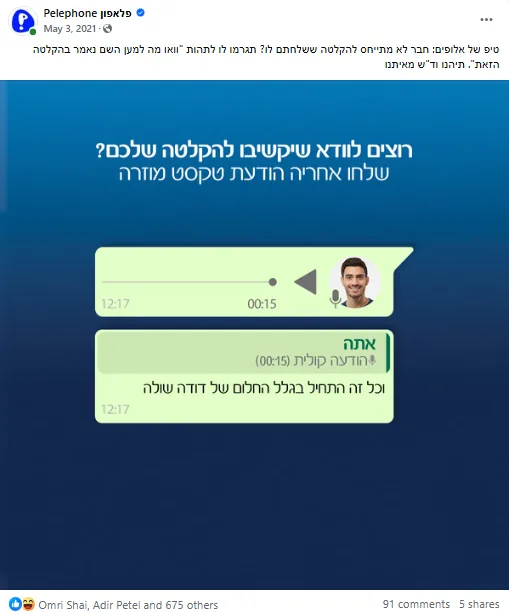 Pelephone פלאפון
May 3, 2021
טיפ של אלופים: חבר לא מתייחס להקלטה ששלחתם לו? תגרמו לו לתהות "וואו מה למען השם נאמר בהקלטה
הזאת". תיהנו וד"ש מאיתנו
רוצים לוודא שיקשיבו להקלטה שלכם?
שלחו אחריה הודעת טקסט מוזרה
00:15
12:17
אתה
הודעה קולית (00:15)
וכל זה התחיל בגלל החלום של דודה שולה
12:17
Omri Shai, Adir Petel and 675 others
91 comments 5 shares